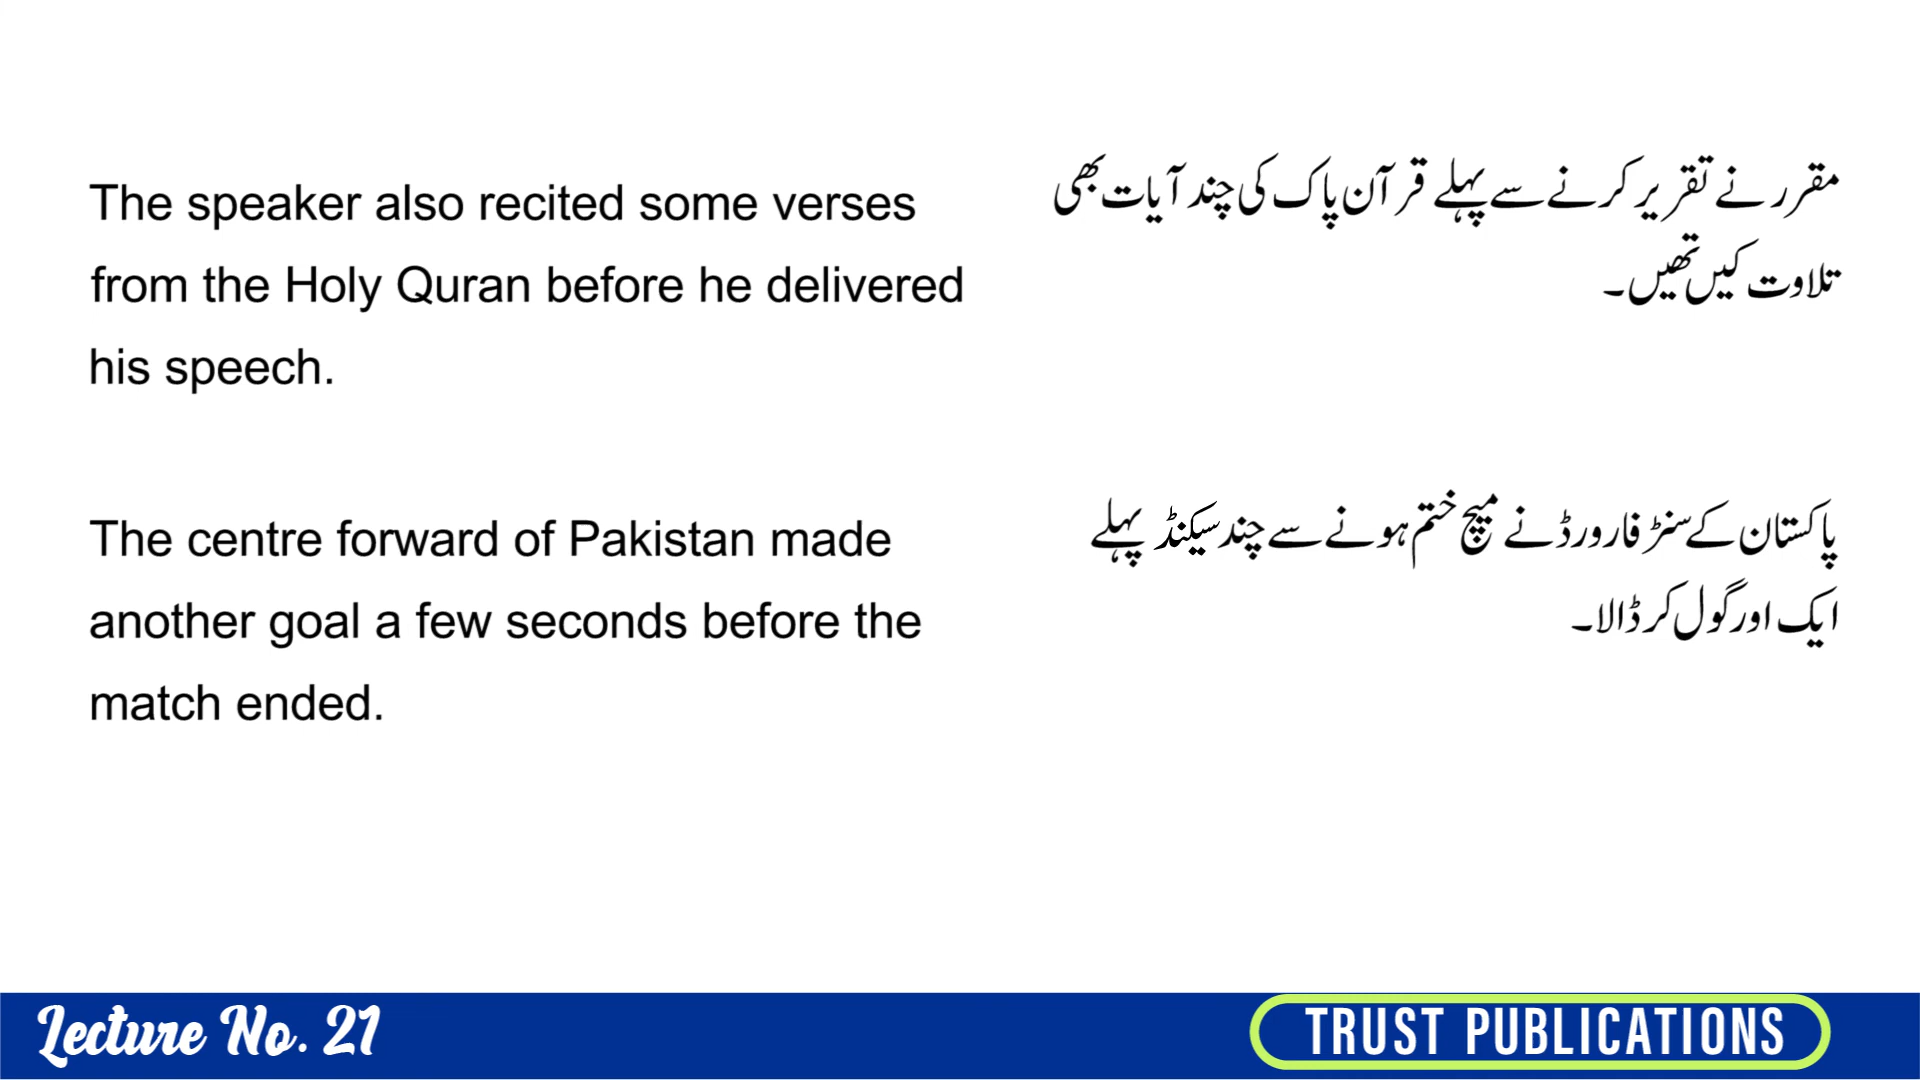 The speaker also recited some verses
from the Holy Quran before he delivered
his speech.
مقرر نے تقریر کرنے سے پہلے قرآن پاک کی چند آیات بھی
تلاوت کیں تھیں۔
The centre forward of Pakistan made
another goal a few seconds before the
match ended.
پاکستان کے سنٹر فارورڈ نے میچ ختم ہونے سے چند سیکنڈ پہلے
ایک اور گول کر ڈالا۔
Lecture No. 21
TRUST PUBLICATIONS